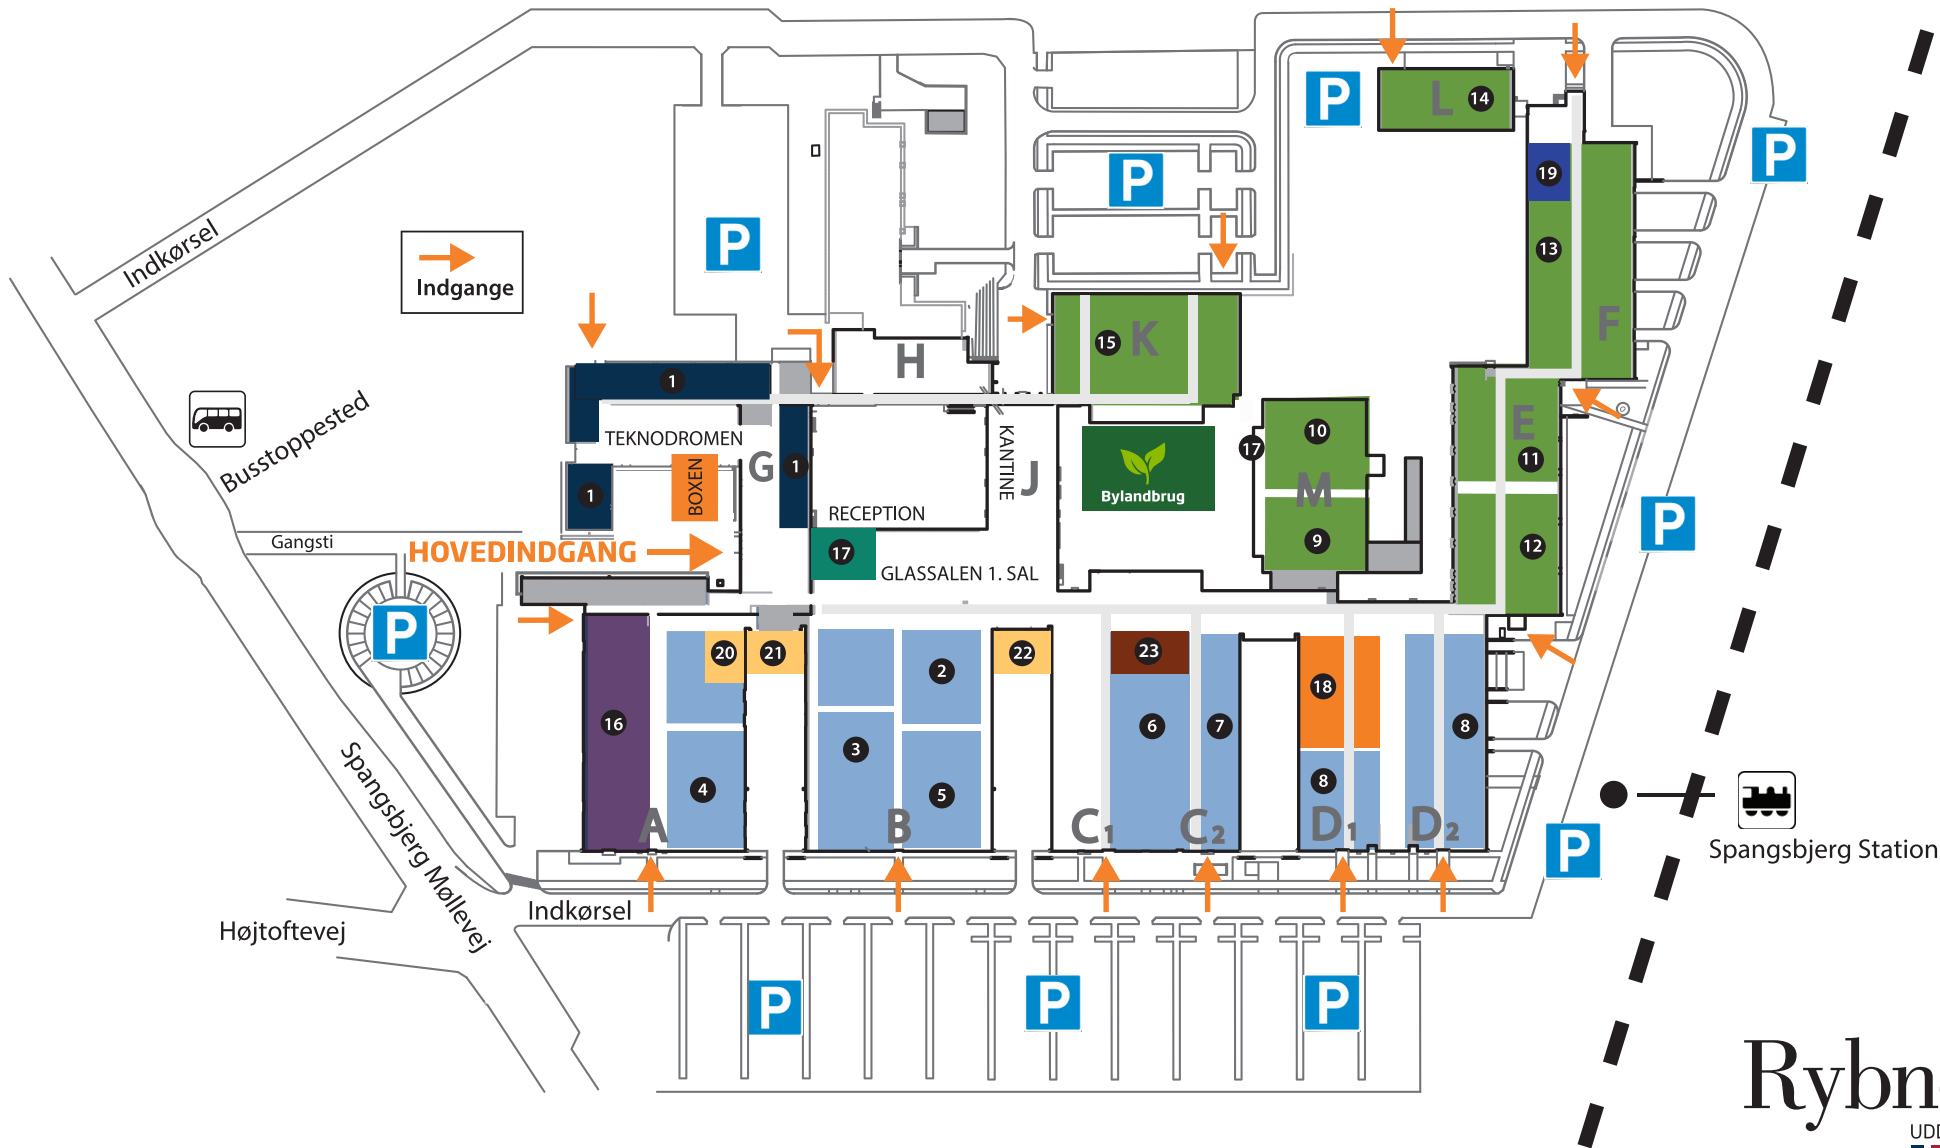 P
L
14
P
P
P
P
19
13
F
Indkørsel
Indgange
K
15
H
1
Busstoppested
TEKNODROMEN
G
1
KANTINE
J
Bylandbrug
17
10
M
9
E
11
12
P
1
BOXEN
RECEPTION
Gangsti
HOVEDINDGANG
17
GLASSALEN 1. SAL
P
16
20
21
2
22
23
18
3
6
7
8
4
5
8
A
B
C1
C2
D1
D2
Spangsbjerg Møllevej
P
Spangsbjerg Station
Indkørsel
Højtoftevej
P
P
P
Rybn
UDD